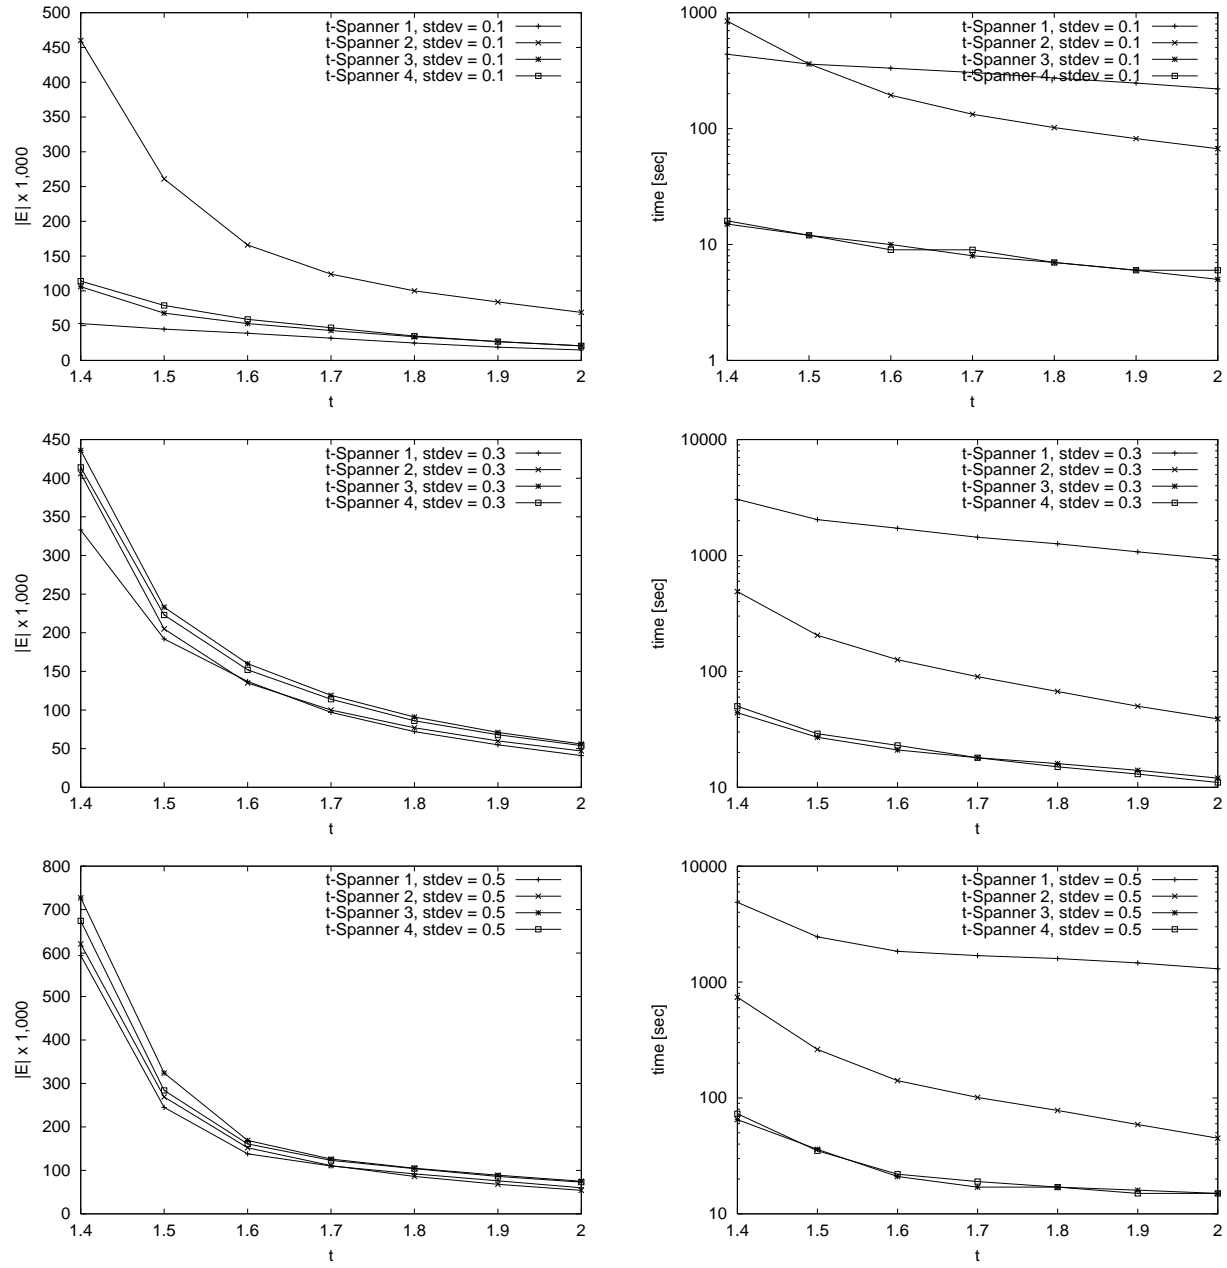 500
450
400
350
300
250
200
150
100
50
0
1.4 1.5 1.6 1.7 1.8 1.9 2
|E| x 1,000
t
t-Spanner 1, stdev = 0.1
t-Spanner 2, stdev = 0.1
t-Spanner 3, stdev = 0.1
t-Spanner 4, stdev = 0.1
1000
100
10
1
1.4 1.5 1.6 1.7 1.8 1.9 2
time [sec]
t
t-Spanner 1, stdev = 0.1
t-Spanner 2, stdev = 0.1
t-Spanner 3, stdev = 0.1
t-Spanner 4, stdev = 0.1
450
400
350
300
250
200
150
100
50
0
1.4 1.5 1.6 1.7 1.8 1.9 2
|E| x 1,000
t
t-Spanner 1, stdev = 0.3
t-Spanner 2, stdev = 0.3
t-Spanner 3, stdev = 0.3
t-Spanner 4, stdev = 0.3
10000
1000
100
10
1.4 1.5 1.6 1.7 1.8 1.9 2
time [sec]
t
t-Spanner 1, stdev = 0.3
t-Spanner 2, stdev = 0.3
t-Spanner 3, stdev = 0.3
t-Spanner 4, stdev = 0.3
800
700
600
500
400
300
200
100
0
1.4 1.5 1.6 1.7 1.8 1.9 2
|E| x 1,000
t
t-Spanner 1, stdev = 0.5
t-Spanner 2, stdev = 0.5
t-Spanner 3, stdev = 0.5
t-Spanner 4, stdev = 0.5
10000
1000
100
10
1.4 1.5 1.6 1.7 1.8 1.9 2
time [sec]
t
t-Spanner 1, stdev = 0.5
t-Spanner 2, stdev = 0.5
t-Spanner 3, stdev = 0.5
t-Spanner 4, stdev = 0.5